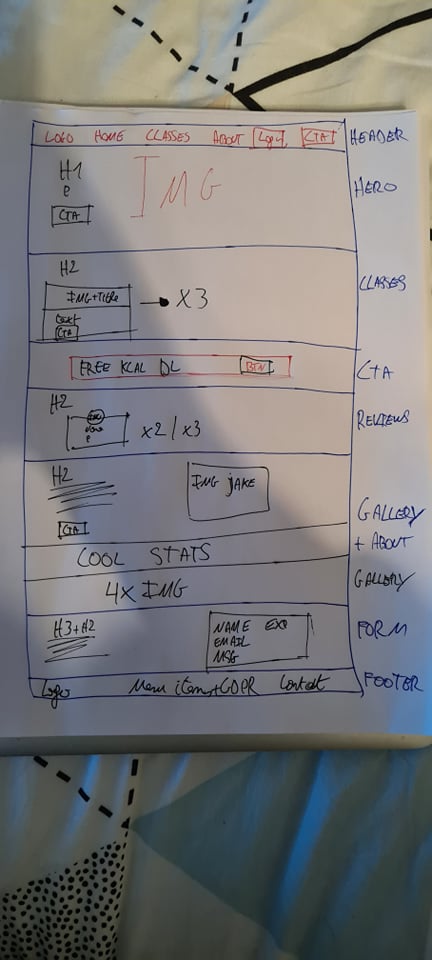 LOGO HOME CLASSES ABOUT Login CTA HEADER
H1
P
CTA
IMG
HERO
H2
IMG+TITLE
text
CTA
X3
CLASSES
FREE KCAL DL BTN
CTA
H2
P
X2/X3
REVIEWS
H2
CTA
IMG JAKE
GALLERY
+ ABOUT
COOL STATS
4X IMG
GALLERY
H3+H2
NAME EXP
EMAIL
MSG
FORM
Logo Menu items+GDPR Contact FOOTER